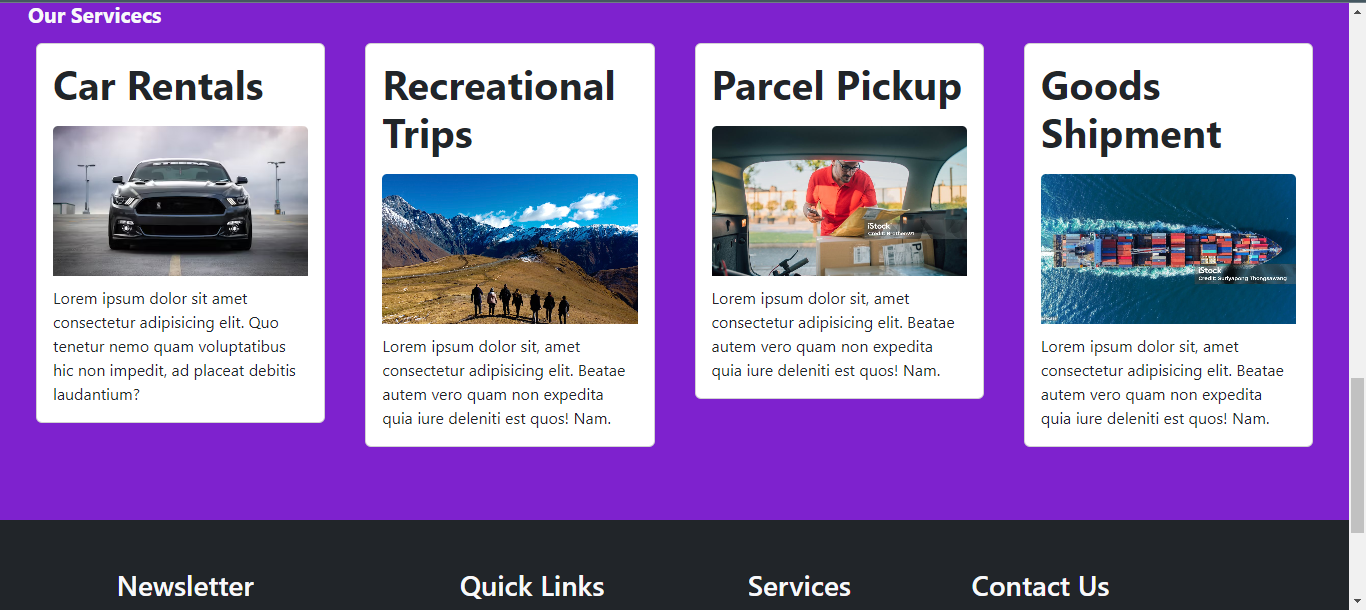 Our Servicecs
Car Rentals
Lorem ipsum dolor sit amet
consectetur adipisicing elit. Quo
tenetur nemo quam voluptatibus
hic non impedit, ad placeat debitis
laudantium?
Recreational
Trips
Lorem ipsum dolor sit, amet
consectetur adipisicing elit. Beatae
autem vero quam non expedita
quia iure deleniti est quos! Nam.
Parcel Pickup
iStock
Lorem ipsum dolor sit, amet
consectetur adipisicing elit. Beatae
autem vero quam non expedita
quia iure deleniti est quos! Nam.
Goods
Shipment
iStock
Credit: Suriyapong Thongsawang
Lorem ipsum dolor sit, amet
consectetur adipisicing elit. Beatae
autem vero quam non expedita
quia iure deleniti est quos! Nam.
Newsletter
Quick Links
Services
Contact Us